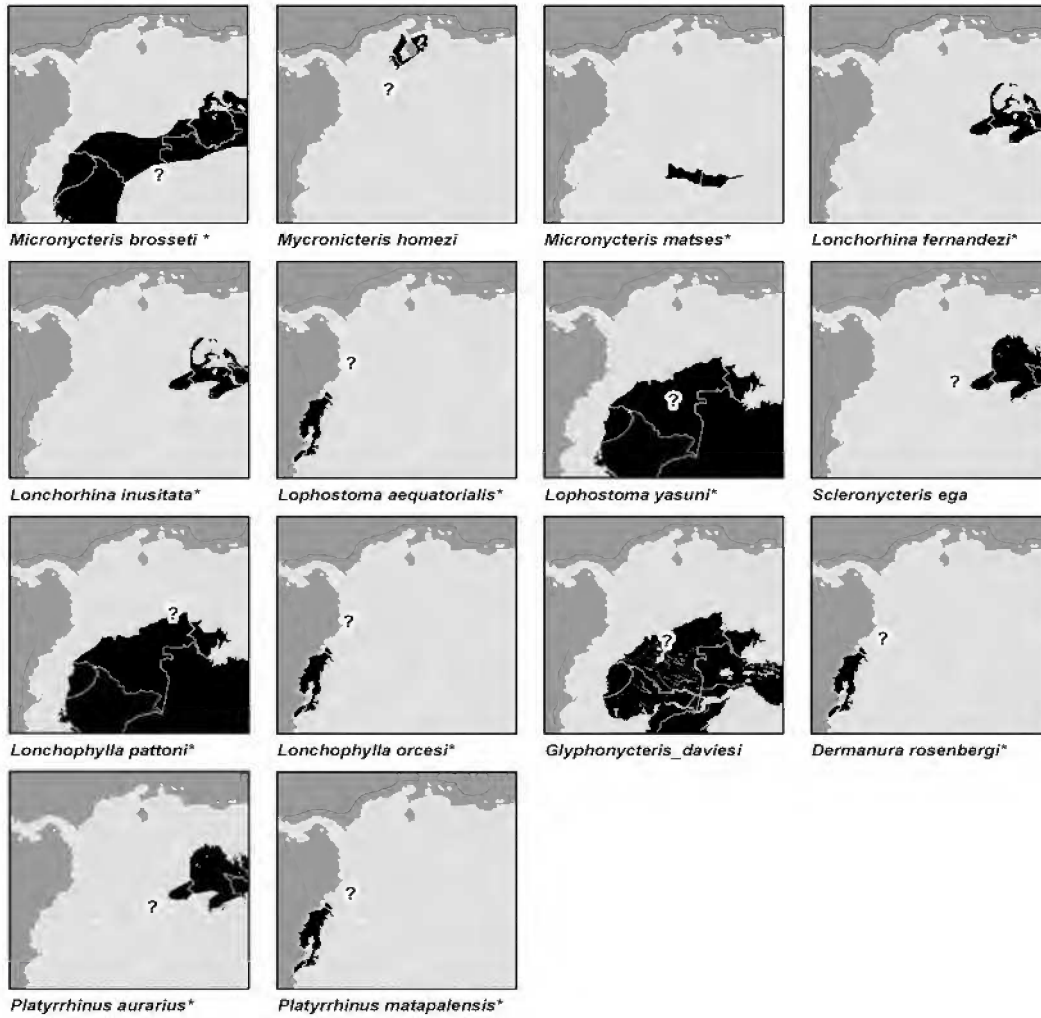 ?
?
Micronycteris brosseti *
Mycronicteris homezi
Micronycteris matses*
Lonchorhina fernandezi*
?
?
?
Lonchorhina inusitata*
Lophostoma aequatorialis*
Lophostoma yasuni*
Scleronycteris ega
?
?
?
?
Lonchophylla pattoni*
Lonchophylla orcesi*
Glyphonycteris_daviesi
Dermanura rosenbergi*
?
?
Platyrrhinus aurarius*
Platyrrhinus matapalensis*